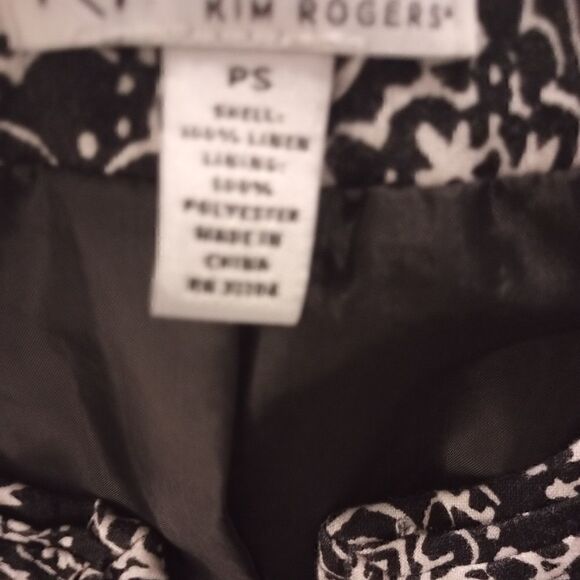 KIM ROGERS®
PS
SHELL:
100% LINEN
LINING:
100%
POLYESTER
MADE IN
CHINA